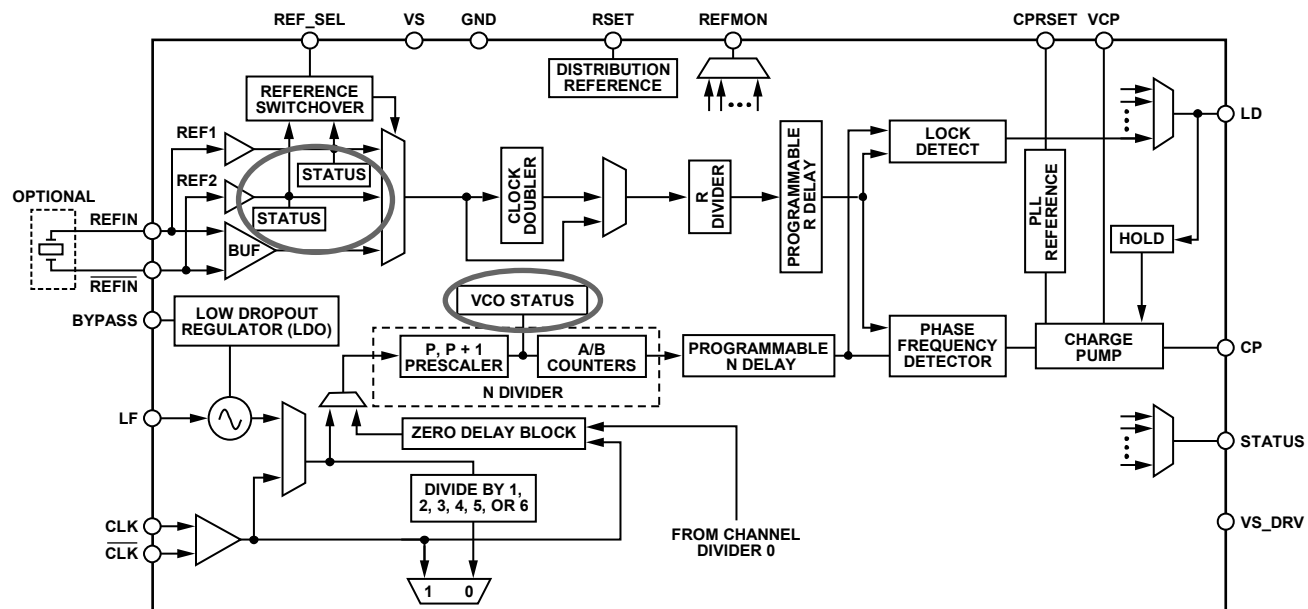 REF_SEL
VS
GND
RSET
REFMON
CPRSET
VCP
DISTRIBUTION
REFERENCE
REFERENCE
SWITCHOVER
REF1
STATUS
REF2
STATUS
OPTIONAL
REFIN
BUF
REFIN
CLOCK
DOUBLER
R
DIVIDER
PROGRAMMABLE
R DELAY
LOCK
DETECT
LD
PLL
REFERENCE
HOLD
BYPASS
LOW DROPOUT
REGULATOR (LDO)
VCO STATUS
P, P + 1
PRESCALER
A/B
COUNTERS
N DIVIDER
PROGRAMMABLE
N DELAY
PHASE
FREQUENCY
DETECTOR
CHARGE
PUMP
CP
LF
ZERO DELAY BLOCK
STATUS
DIVIDE BY 1,
2, 3, 4, 5, OR 6
CLK
CLK
FROM CHANNEL
DIVIDER 0
VS_DRV
1 0